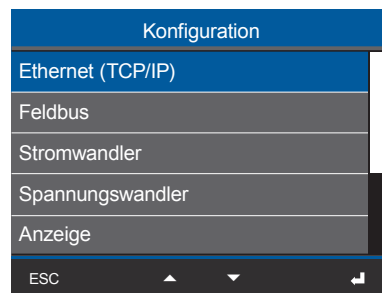 Konfiguration
Ethernet (TCP/IP)
Feldbus
Stromwandler
Spannungswandler
Anzeige
ESC